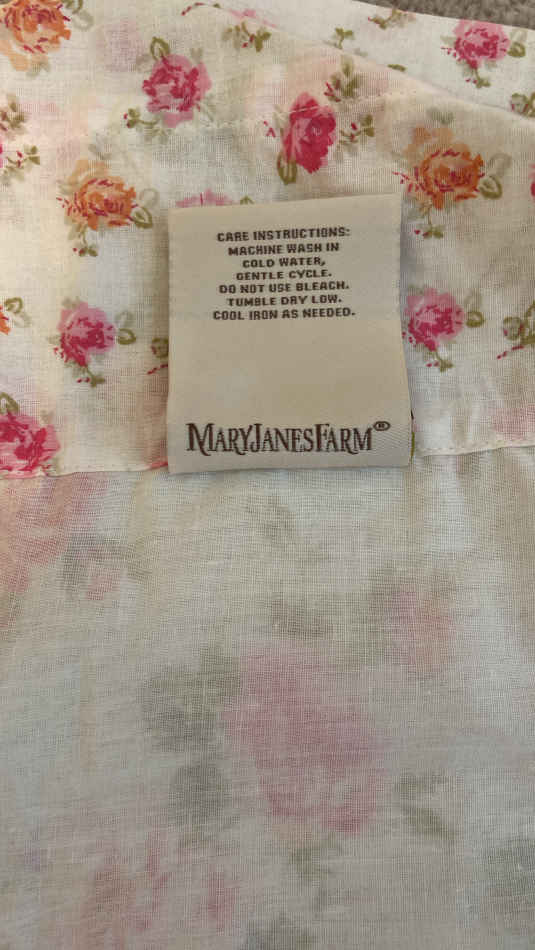 CARE INSTRUCTIONS:
MACHINE WASH IN
COLD WATER,
GENTLE CYCLE.
DO NOT USE BLEACH.
TUMBLE DRY LOW.
COOL IRON AS NEEDED.
MARYJANESFARM®